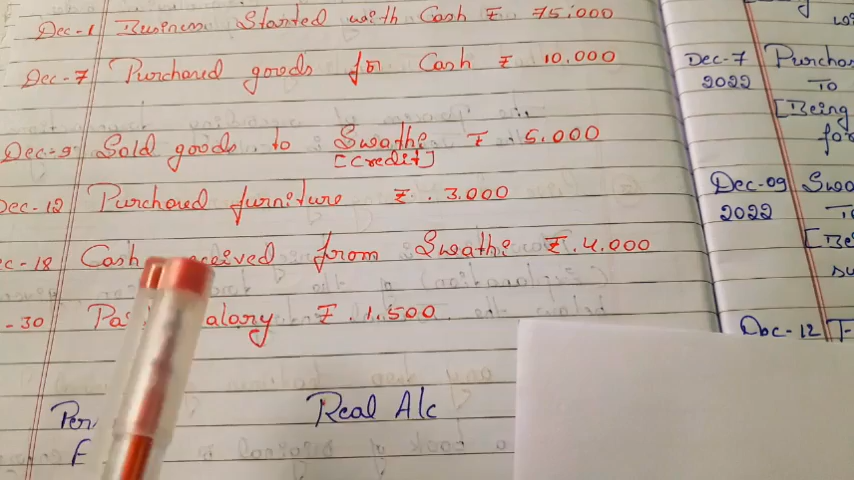 Dec-1 Business Started with Cash ₹ 75.000
Dec-7 Purchased goods for Cash ₹ 10.000
Dec-9 Sold goods to Swathe ₹ 5.000
[Credit]
Dec-12 Purchased furniture ₹. 3.000
Cash from Swathe ₹. 4.000
-30 ₹. 1.500
Real A/c
Dec-7
2022
To
[Being
for
Dec-09
2022
Dec-12